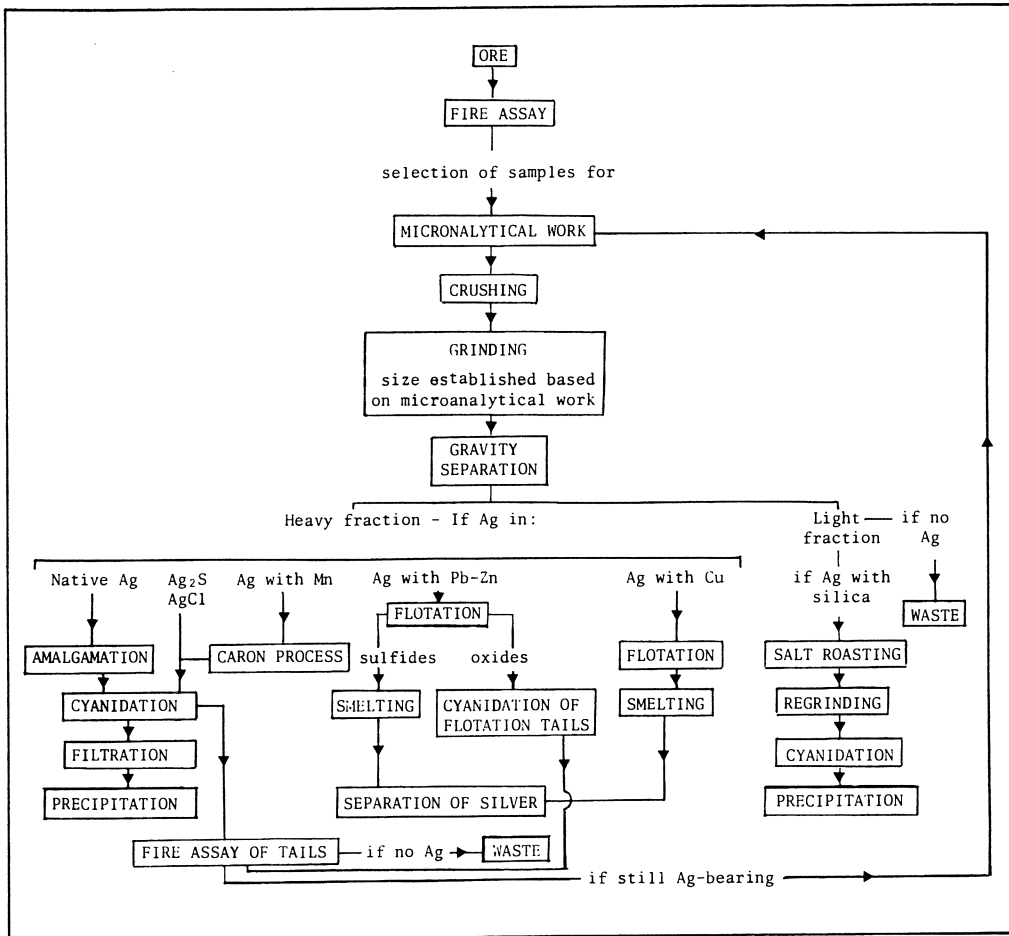 ORE
FIRE ASSAY
selection of samples for
MICRONALYTICAL WORK
CRUSHING
GRINDING
size established based
on microanalytical work
GRAVITY
SEPARATION
Heavy fraction - If Ag in:
Light
fraction
if no
Ag
Native Ag
Ag₂S
AgCl
Ag with Mn
Ag with Pb-Zn
Ag with Cu
if Ag with
silica
WASTE
FLOTATION
AMALGAMATION
CARON PROCESS
sulfides
oxides
FLOTATION
SALT ROASTING
CYANIDATION
SMELTING
CYANIDATION OF
FLOTATION TAILS
SMELTING
REGRINDING
FILTRATION
CYANIDATION
PRECIPITATION
SEPARATION OF SILVER
PRECIPITATION
FIRE ASSAY OF TAILS
if no Ag
WASTE
if still Ag-bearing